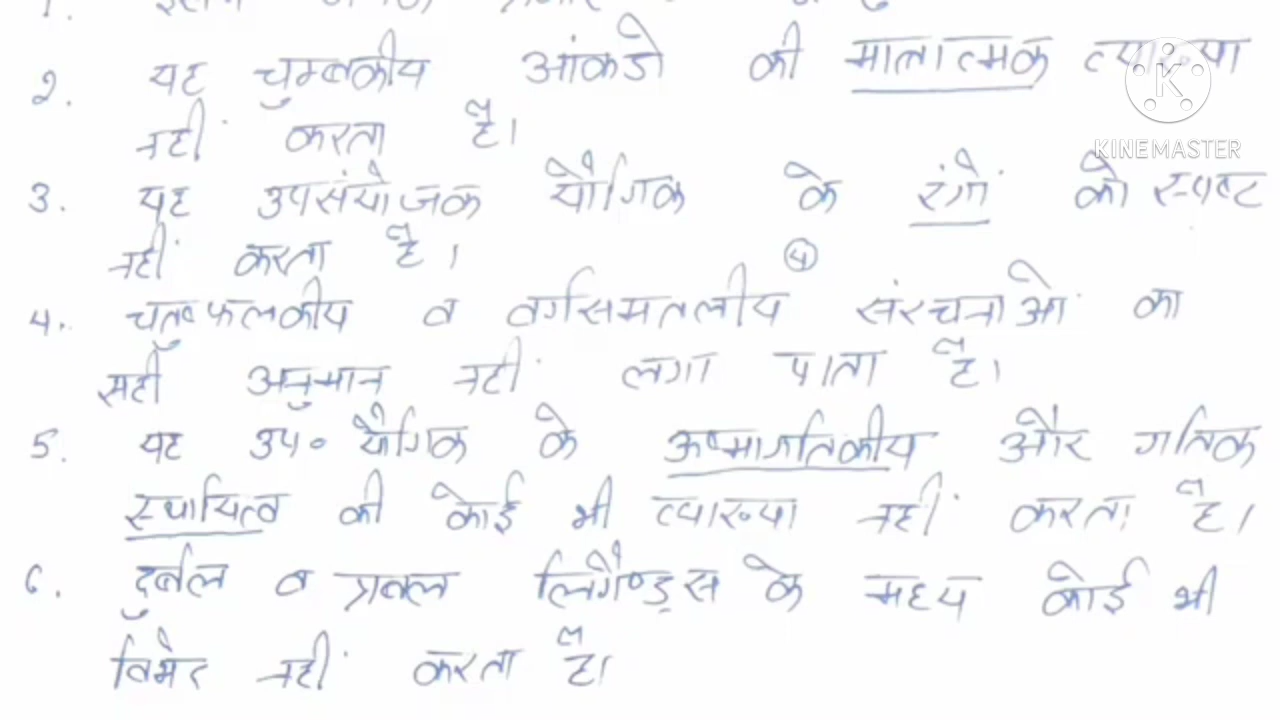 2. यह चुम्बकीय आंकडो की मात्रात्मक व्याख्या
नहीं करता है।
3. यह उपसंयोजक यौगिक के रंगों को स्पष्ट
नहीं करता है।
4
4. चतुष्फलकीय व वर्गसमतलीय संरचनाओं का
सही अनुमान नहीं लगा पाता है।
5. यह उप॰ यौगिक के ऊष्मागतिकीय और गतिक
स्थायित्व की कोई भी व्याख्या नहीं करता है।
6. दुर्बल व प्रबल लिगैण्ड्स के मध्य कोई भी
विभेद नहीं करता है।
K
KINEMASTER